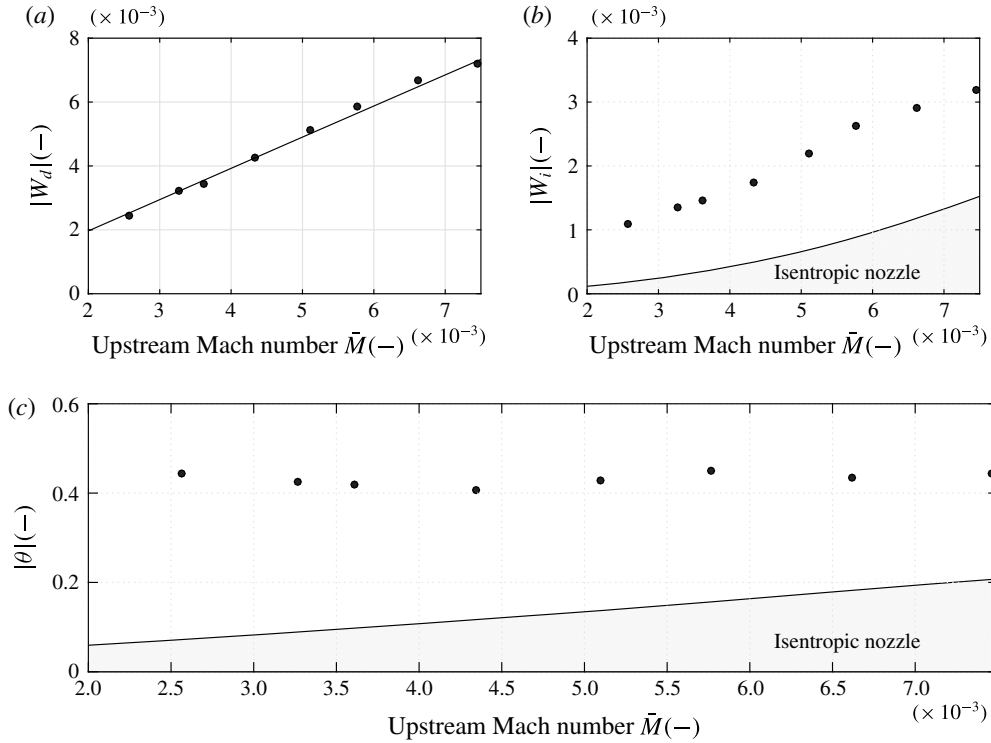 (a) (× 10⁻³)
8
6
4
2
0
|W_d|(−)
2 3 4 5 6 7
Upstream Mach number M̄(−) (× 10⁻³)
(b) (× 10⁻³)
4
3
2
1
0
|W_i|(−)
Isentropic nozzle
2 3 4 5 6 7
Upstream Mach number M̄(−) (× 10⁻³)
(c)
0.6
0.4
0.2
0
|θ|(−)
Isentropic nozzle
2.0 2.5 3.0 3.5 4.0 4.5 5.0 5.5 6.0 6.5 7.0
(× 10⁻³)
Upstream Mach number M̄(−)